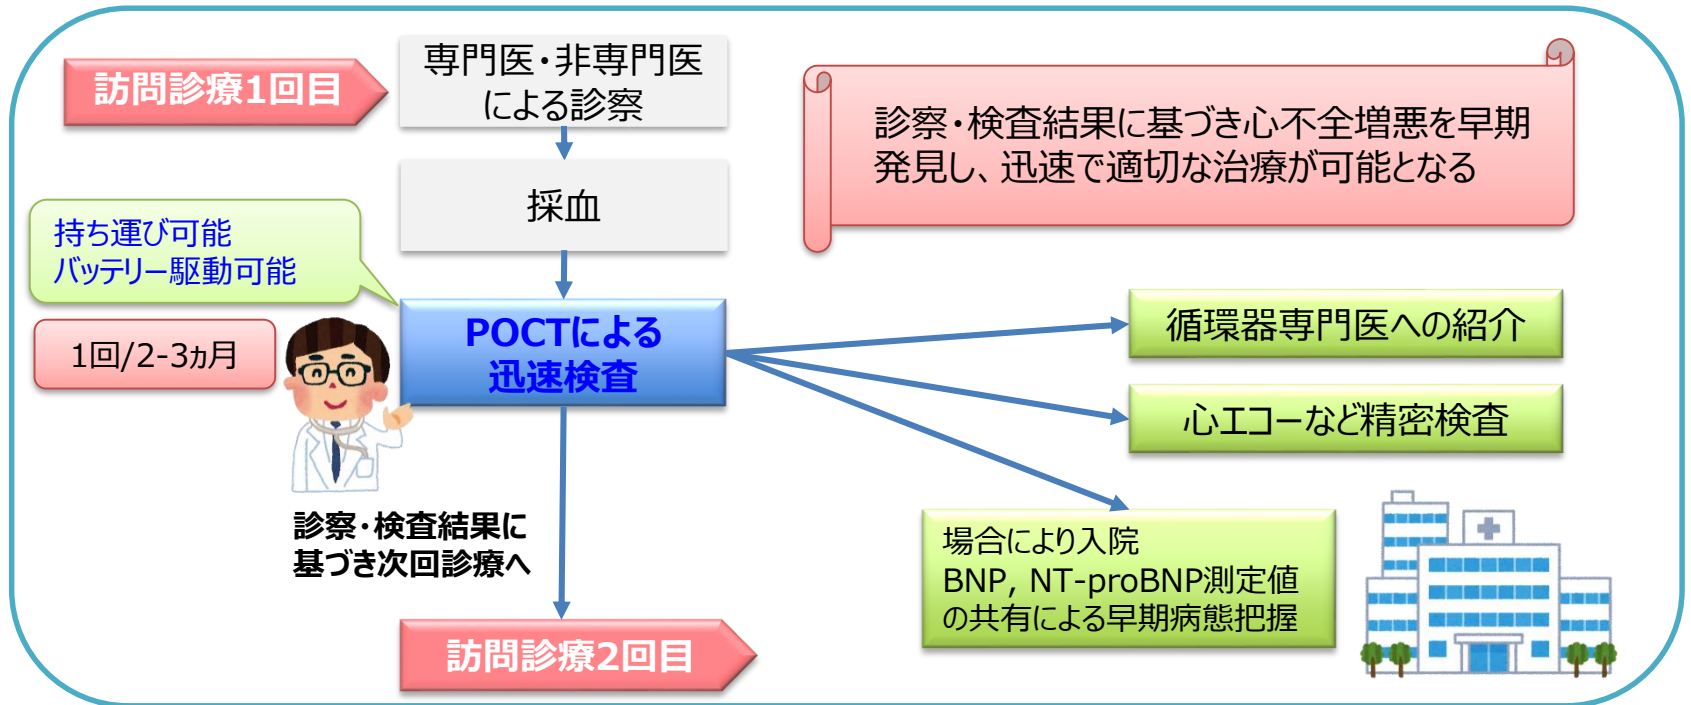 訪問診療1回目
専門医・非専門医
による診察
診察・検査結果に基づき心不全増悪を早期
発見し、迅速で適切な治療が可能となる
採血
持ち運び可能
バッテリー駆動可能
1回/2-3ヵ月
POCTによる
迅速検査
循環器専門医への紹介
心エコーなど精密検査
診察・検査結果に
基づき次回診療へ
場合により入院
BNP, NT-proBNP測定値
の共有による早期病態把握
訪問診療2回目